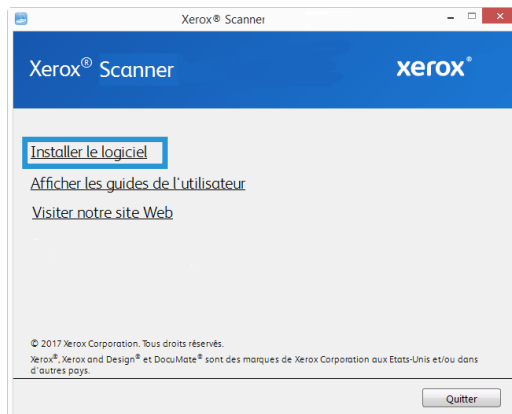 Xerox® Scanner
Xerox® Scanner
xerox®
Installer le logiciel
Afficher les guides de l'utilisateur
Visiter notre site Web
© 2017 Xerox Corporation. Tous droits réservés.
Xerox®, Xerox and Design® et DocuMate® sont des marques de Xerox Corporation aux Etats-Unis et/ou dans
d'autres pays.
Quitter